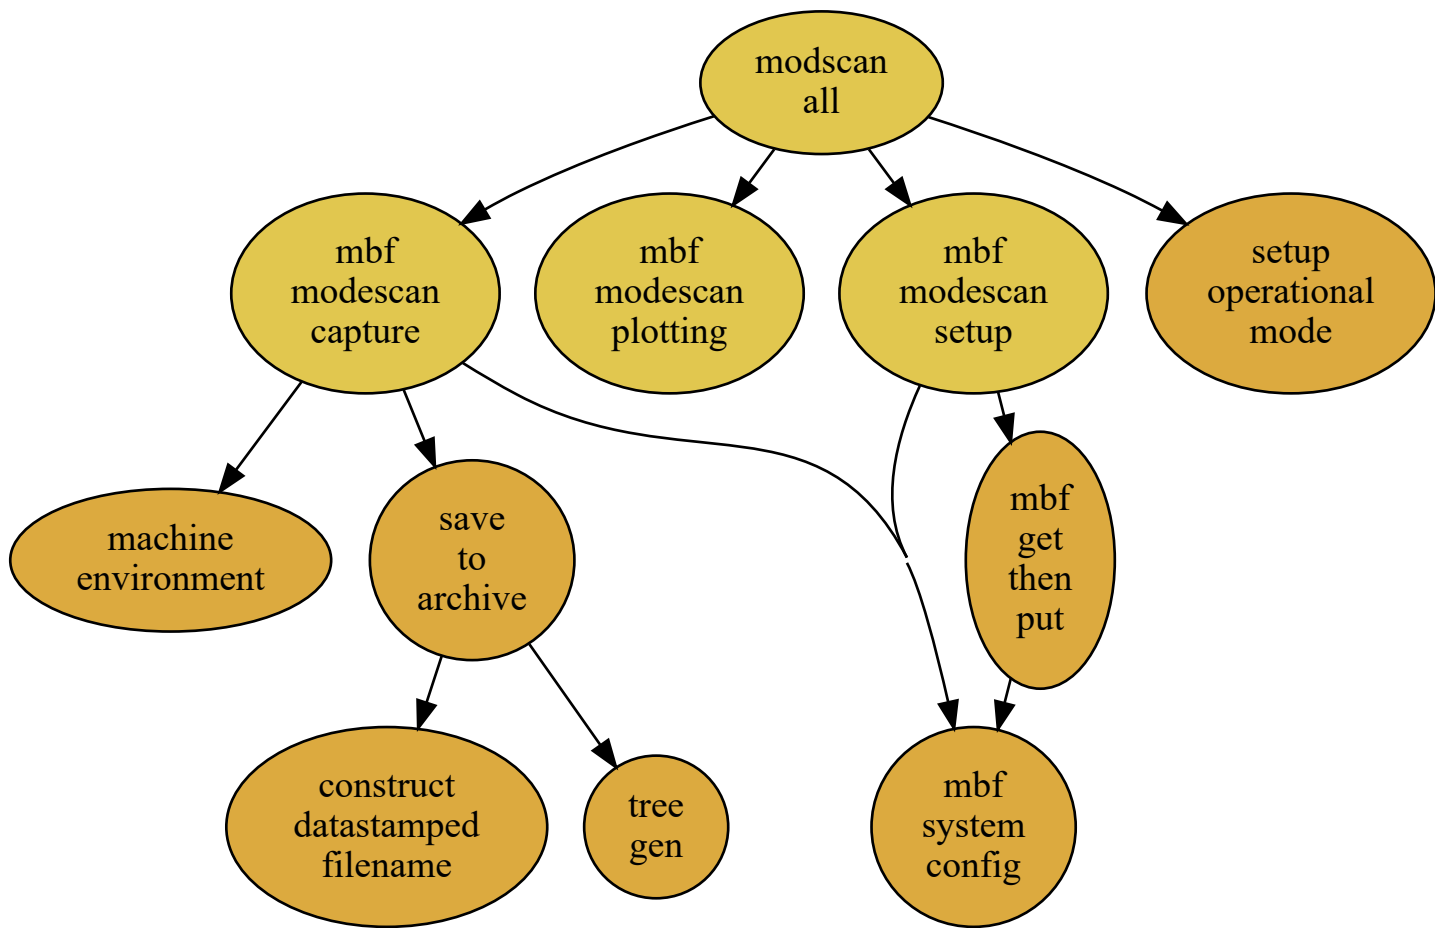 modscan
all
mbf
modescan
capture
mbf
modescan
plotting
mbf
modescan
setup
setup
operational
mode
machine
environment
save
to
archive
mbf
get
then
put
construct
datastamped
filename
tree
gen
mbf
system
config